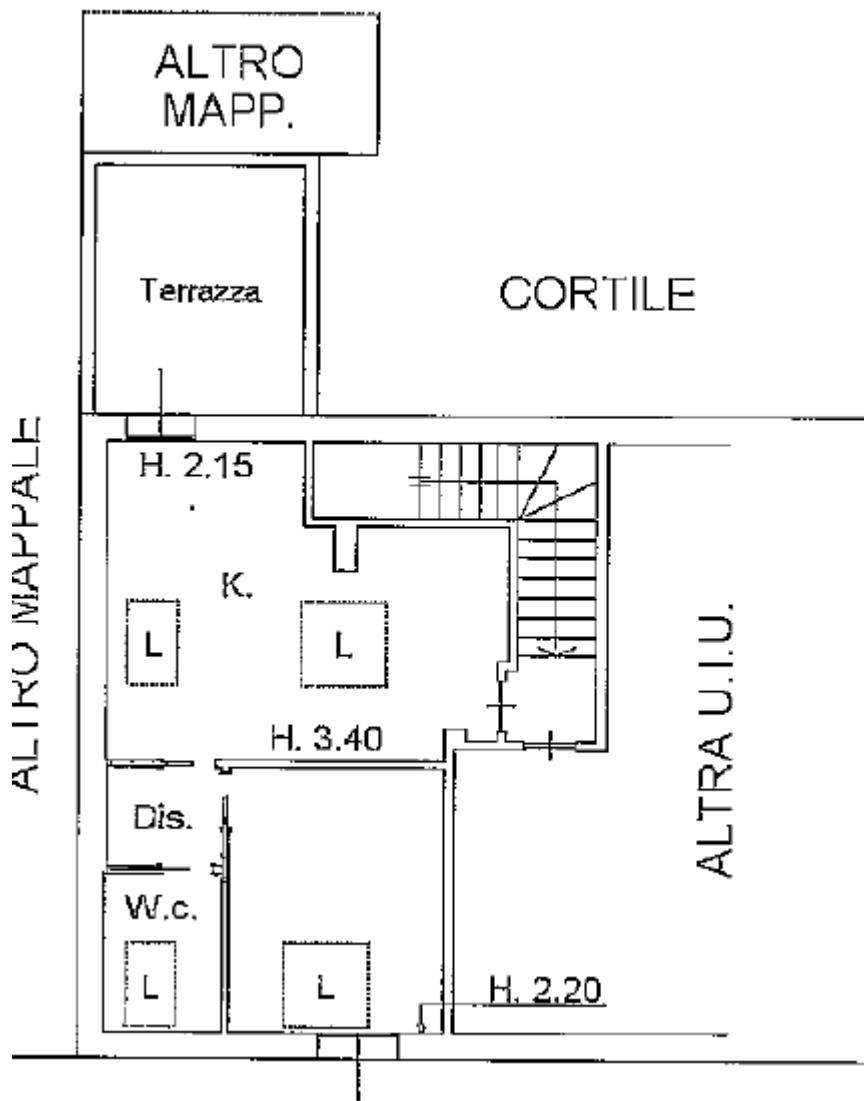 ALTRO
MAPP.
Terrazza
CORTILE
ALTRO MAPPALE
H. 2.15
K.
L
L
H. 3.40
ALTRA U.I.U.
Dis.
W.c.
L
L
H. 2.20